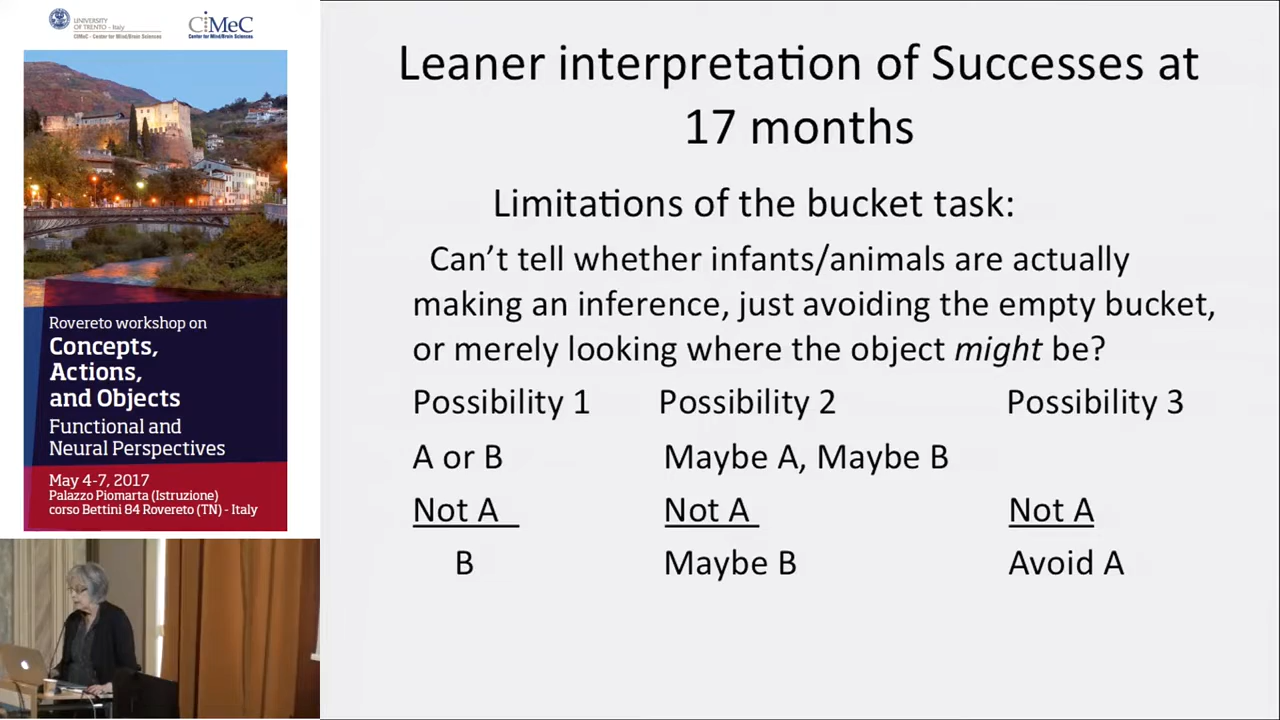 UNIVERSITY
OF TRENTO - Italy
CIMeC - Center for Mind/Brain Sciences
CiMeC
Center for Mind/Brain Sciences
Rovereto workshop on
Concepts,
Actions,
and Objects
Functional and
Neural Perspectives
May 4-7, 2017
Palazzo Piomarta (Istruzione)
corso Bettini 84 Rovereto (TN) - Italy
Leaner interpretation of Successes at
17 months
Limitations of the bucket task:
Can’t tell whether infants/animals are actually
making an inference, just avoiding the empty bucket,
or merely looking where the object might be?
Possibility 1 Possibility 2 Possibility 3
A or B Maybe A, Maybe B
Not A Not A Not A
B Maybe B Avoid A